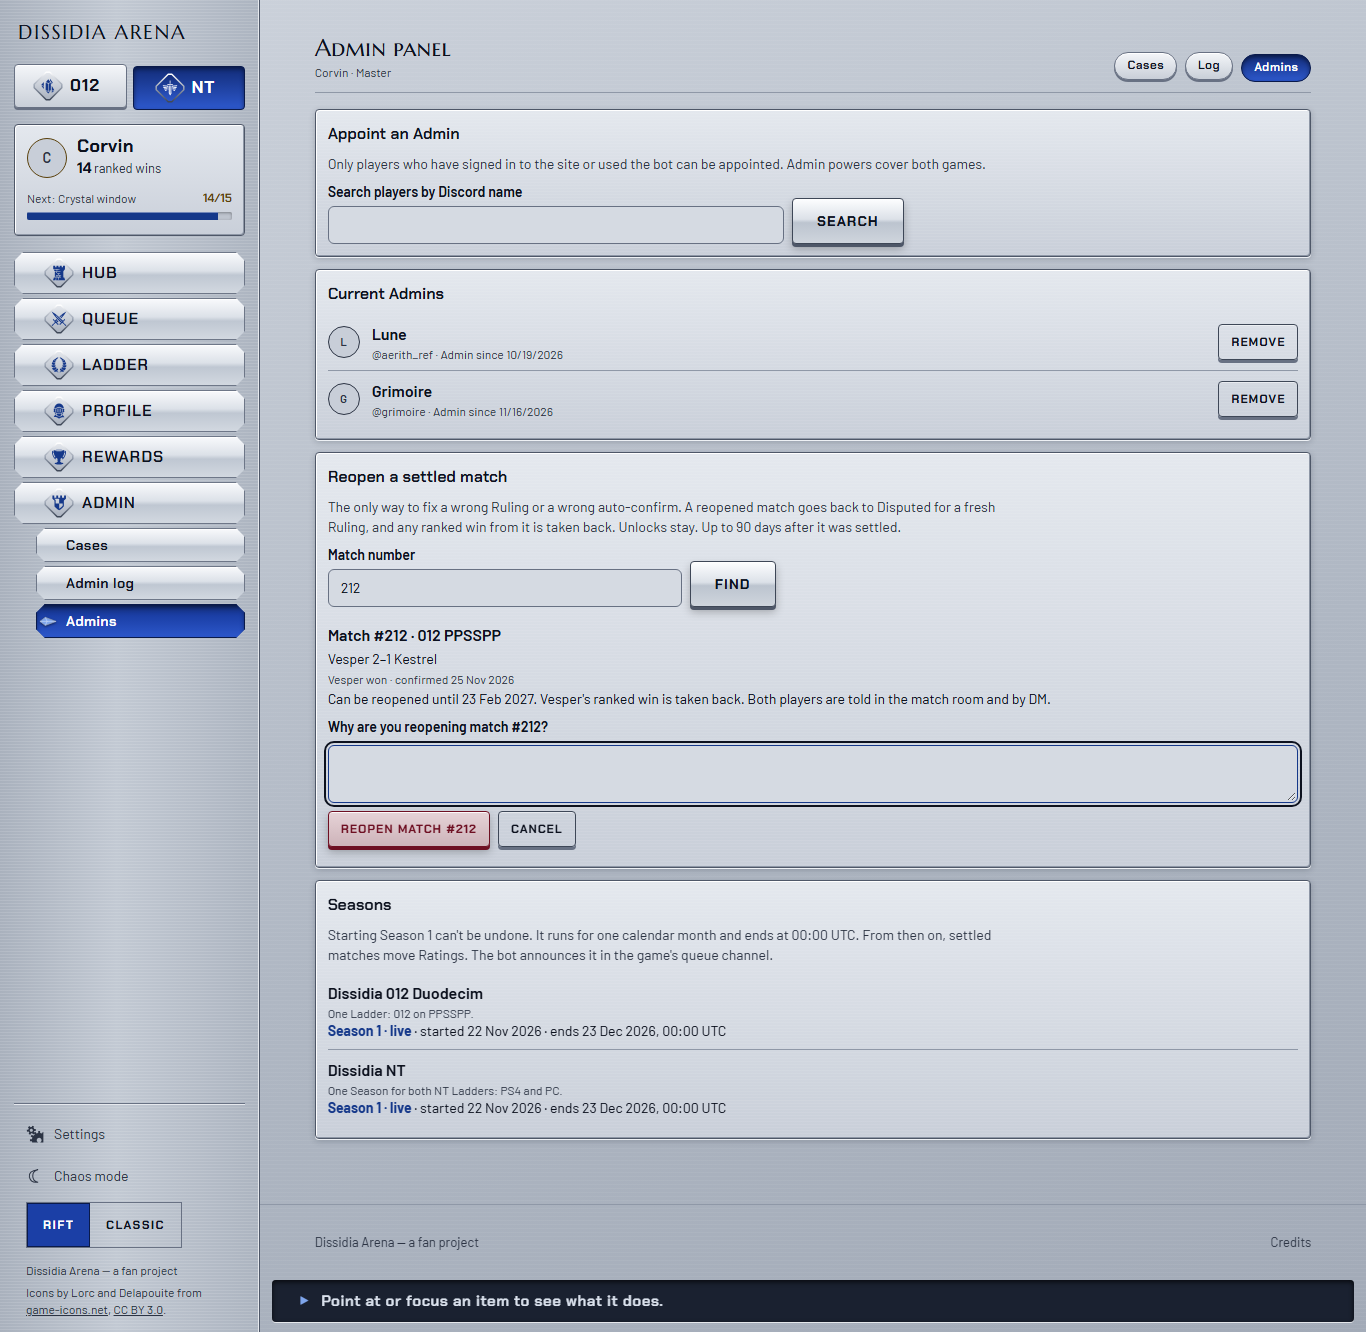 DISSIDIA ARENA
012
NT
C
Corvin
14 ranked wins
Next: Crystal window 14/15
HUB
QUEUE
LADDER
PROFILE
REWARDS
ADMIN
Cases
Admin log
Admins
Settings
Chaos mode
RIFT
CLASSIC
Dissidia Arena — a fan project
Icons by Lorc and Delapouite from
game-icons.net, CC BY 3.0.
Admin panel
Corvin · Master
Cases
Log
Admins
Appoint an Admin
Only players who have signed in to the site or used the bot can be appointed. Admin powers cover both games.
Search players by Discord name
SEARCH
Current Admins
L
Lune
@aerith_ref · Admin since 10/19/2026
REMOVE
G
Grimoire
@grimoire · Admin since 11/16/2026
REMOVE
Reopen a settled match
The only way to fix a wrong Ruling or a wrong auto-confirm. A reopened match goes back to Disputed for a fresh
Ruling, and any ranked win from it is taken back. Unlocks stay. Up to 90 days after it was settled.
Match number
212
FIND
Match #212 · 012 PPSSPP
Vesper 2–1 Kestrel
Vesper won · confirmed 25 Nov 2026
Can be reopened until 23 Feb 2027. Vesper's ranked win is taken back. Both players are told in the match room and by DM.
Why are you reopening match #212?
REOPEN MATCH #212
CANCEL
Seasons
Starting Season 1 can't be undone. It runs for one calendar month and ends at 00:00 UTC. From then on, settled
matches move Ratings. The bot announces it in the game's queue channel.
Dissidia 012 Duodecim
One Ladder: 012 on PPSSPP.
Season 1 · live · started 22 Nov 2026 · ends 23 Dec 2026, 00:00 UTC
Dissidia NT
One Season for both NT Ladders: PS4 and PC.
Season 1 · live · started 22 Nov 2026 · ends 23 Dec 2026, 00:00 UTC
Dissidia Arena — a fan project
Credits
Point at or focus an item to see what it does.